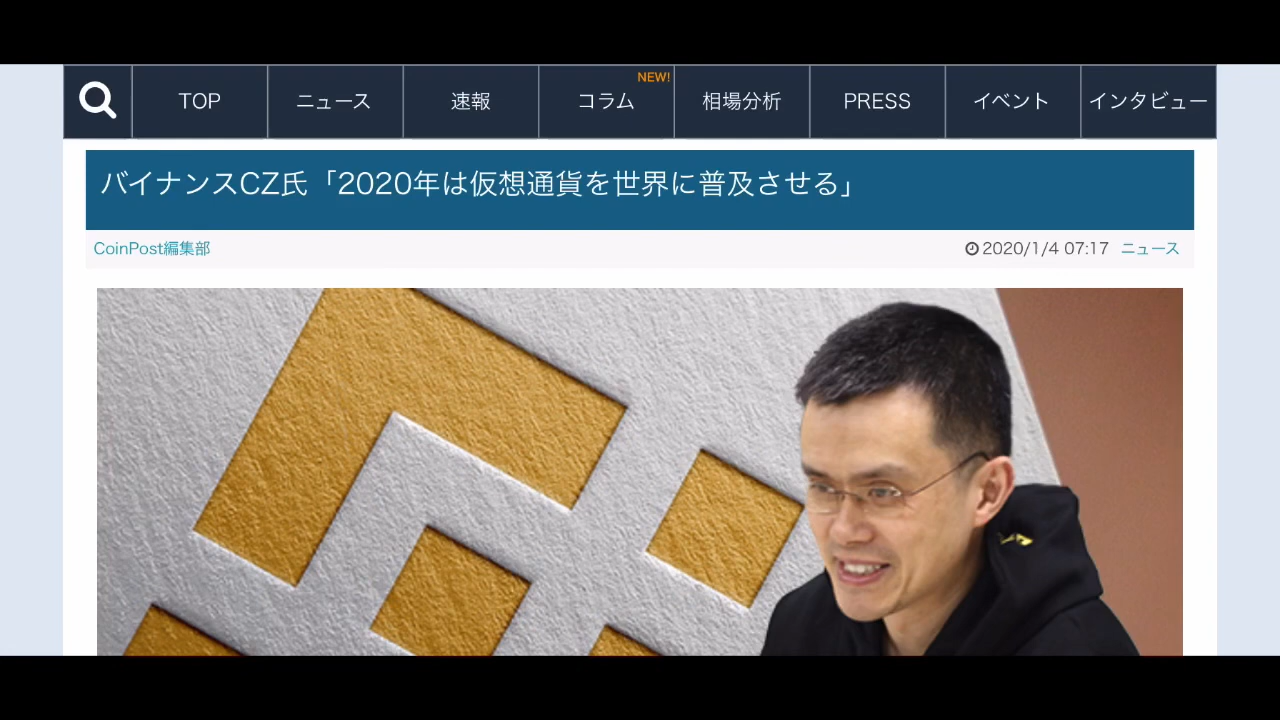 NEW!
TOP ニュース 速報 コラム 相場分析 PRESS イベント インタビュー
バイナンスCZ氏「2020年は仮想通貨を世界に普及させる」
CoinPost編集部 2020/1/4 07:17 ニュース